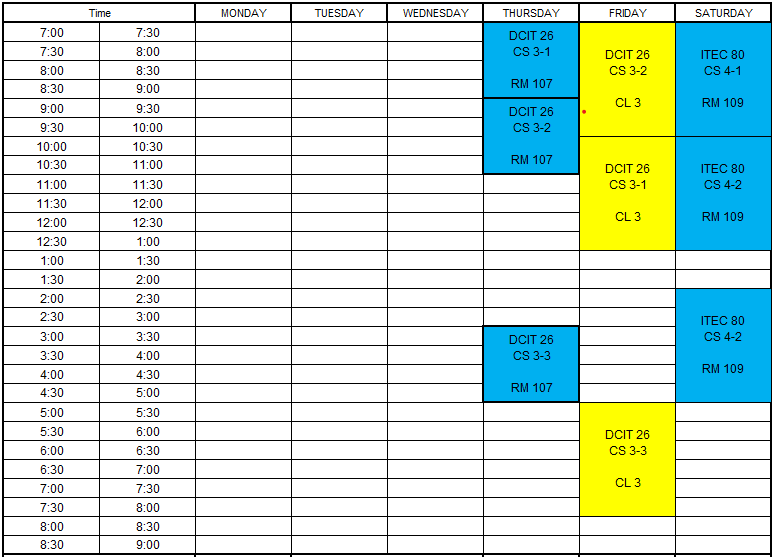 Time MONDAY TUESDAY WEDNESDAY THURSDAY FRIDAY SATURDAY
7:00 7:30
7:30 8:00
8:00 8:30
8:30 9:00
9:00 9:30
9:30 10:00
10:00 10:30
10:30 11:00
11:00 11:30
11:30 12:00
12:00 12:30
12:30 1:00
1:00 1:30
1:30 2:00
2:00 2:30
2:30 3:00
3:00 3:30
3:30 4:00
4:00 4:30
4:30 5:00
5:00 5:30
5:30 6:00
6:00 6:30
6:30 7:00
7:00 7:30
7:30 8:00
8:00 8:30
8:30 9:00
DCIT 26
CS 3-1
RM 107
DCIT 26
CS 3-2
RM 107
DCIT 26
CS 3-3
RM 107
DCIT 26
CS 3-2
CL 3
DCIT 26
CS 3-1
CL 3
DCIT 26
CS 3-3
CL 3
ITEC 80
CS 4-1
RM 109
ITEC 80
CS 4-2
RM 109
ITEC 80
CS 4-2
RM 109